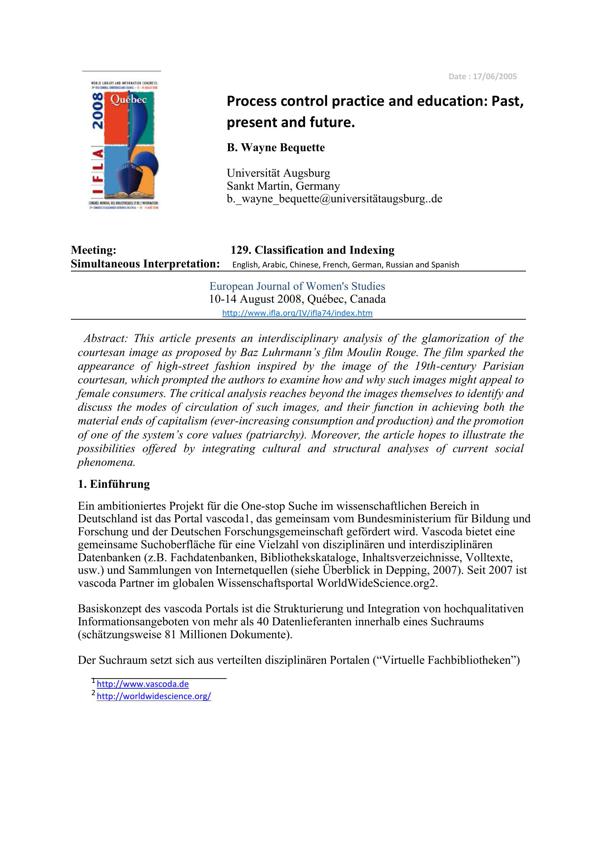 Date : 17/06/2005
WORLD LIBRARY AND INFORMATION CONGRESS:
2008
Québec
IFLA
Process control practice and education: Past,
present and future.
B. Wayne Bequette
Universität Augsburg
Sankt Martin, Germany
b._wayne_bequette@universitätaugsburg..de
Meeting: 129. Classification and Indexing
Simultaneous Interpretation: English, Arabic, Chinese, French, German, Russian and Spanish
European Journal of Women's Studies
10-14 August 2008, Québec, Canada
http://www.ifla.org/IV/ifla74/index.htm
Abstract: This article presents an interdisciplinary analysis of the glamorization of the
courtesan image as proposed by Baz Luhrmann’s film Moulin Rouge. The film sparked the
appearance of high-street fashion inspired by the image of the 19th-century Parisian
courtesan, which prompted the authors to examine how and why such images might appeal to
female consumers. The critical analysis reaches beyond the images themselves to identify and
discuss the modes of circulation of such images, and their function in achieving both the
material ends of capitalism (ever-increasing consumption and production) and the promotion
of one of the system’s core values (patriarchy). Moreover, the article hopes to illustrate the
possibilities offered by integrating cultural and structural analyses of current social
phenomena.
1. Einführung
Ein ambitioniertes Projekt für die One-stop Suche im wissenschaftlichen Bereich in
Deutschland ist das Portal vascoda1, das gemeinsam vom Bundesministerium für Bildung und
Forschung und der Deutschen Forschungsgemeinschaft gefördert wird. Vascoda bietet eine
gemeinsame Suchoberfläche für eine Vielzahl von disziplinären und interdisziplinären
Datenbanken (z.B. Fachdatenbanken, Bibliothekskataloge, Inhaltsverzeichnisse, Volltexte,
usw.) und Sammlungen von Internetquellen (siehe Überblick in Depping, 2007). Seit 2007 ist
vascoda Partner im globalen Wissenschaftsportal WorldWideScience.org2.
Basiskonzept des vascoda Portals ist die Strukturierung und Integration von hochqualitativen
Informationsangeboten von mehr als 40 Datenlieferanten innerhalb eines Suchraums
(schätzungsweise 81 Millionen Dokumente).
Der Suchraum setzt sich aus verteilten disziplinären Portalen (“Virtuelle Fachbibliotheken”)
1 http://www.vascoda.de
2 http://worldwidescience.org/